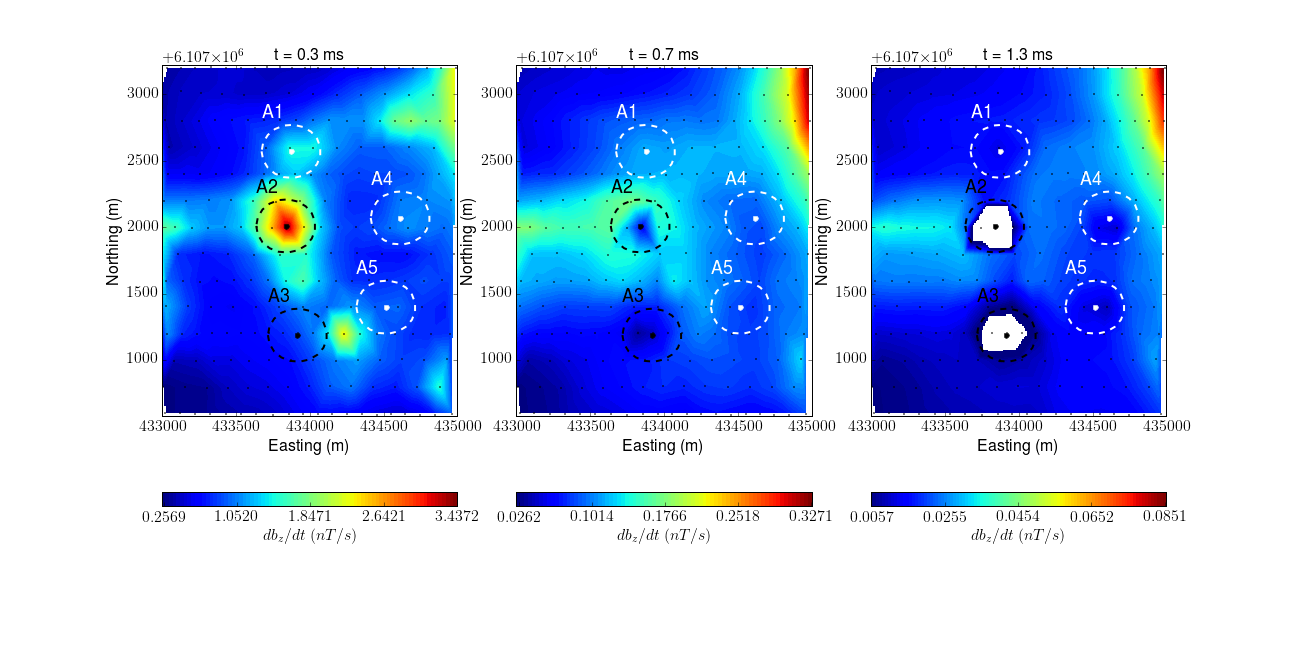 +6.107×10⁶ t = 0.3 ms
3000
2500
2000
1500
1000
Northing (m)
A1
A2
A4
A5
A3
433000 433500 434000 434500 435000
Easting (m)
0.2569 1.0520 1.8471 2.6421 3.4372
db_z/dt (nT/s)
+6.107×10⁶ t = 0.7 ms
3000
2500
2000
1500
1000
Northing (m)
A1
A2
A4
A5
A3
433000 433500 434000 434500 435000
Easting (m)
0.0262 0.1014 0.1766 0.2518 0.3271
db_z/dt (nT/s)
+6.107×10⁶ t = 1.3 ms
3000
2500
2000
1500
1000
Northing (m)
A1
A2
A4
A5
A3
433000 433500 434000 434500 435000
Easting (m)
0.0057 0.0255 0.0454 0.0652 0.0851
db_z/dt (nT/s)